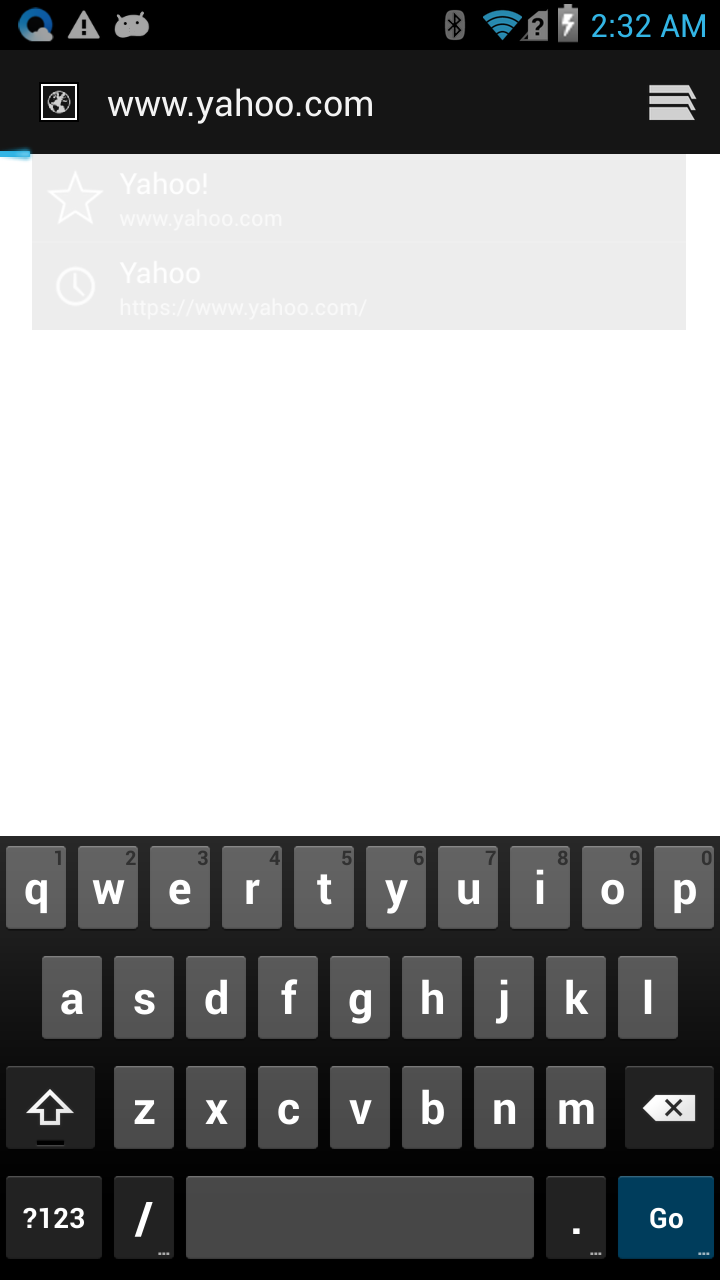 2:32 AM
www.yahoo.com
Yahoo!
www.yahoo.com
Yahoo
https://www.yahoo.com/
1 2 3 4 5 6 7 8 9 0
q w e r t y u i o p
a s d f g h j k l
z x c v b n m
?123 / . Go